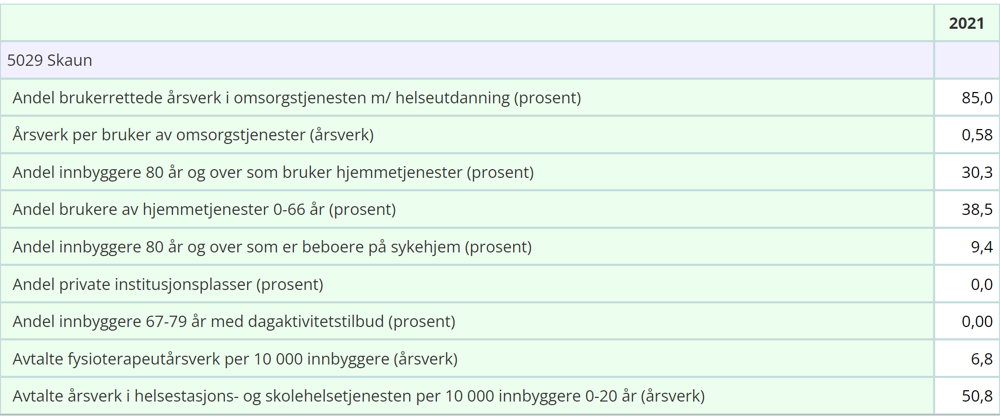 2021
5029 Skaun
Andel brukerrettede årsverk i omsorgstjenesten m/ helseutdanning (prosent) 85,0
Årsverk per bruker av omsorgstjenester (årsverk) 0,58
Andel innbyggere 80 år og over som bruker hjemmetjenester (prosent) 30,3
Andel brukere av hjemmetjenester 0-66 år (prosent) 38,5
Andel innbyggere 80 år og over som er beboere på sykehjem (prosent) 9,4
Andel private institusjonsplasser (prosent) 0,0
Andel innbyggere 67-79 år med dagaktivitetstilbud (prosent) 0,00
Avtalte fysioterapeutårsverk per 10 000 innbyggere (årsverk) 6,8
Avtalte årsverk i helsestasjons- og skolehelsetjenesten per 10 000 innbyggere 0-20 år (årsverk) 50,8